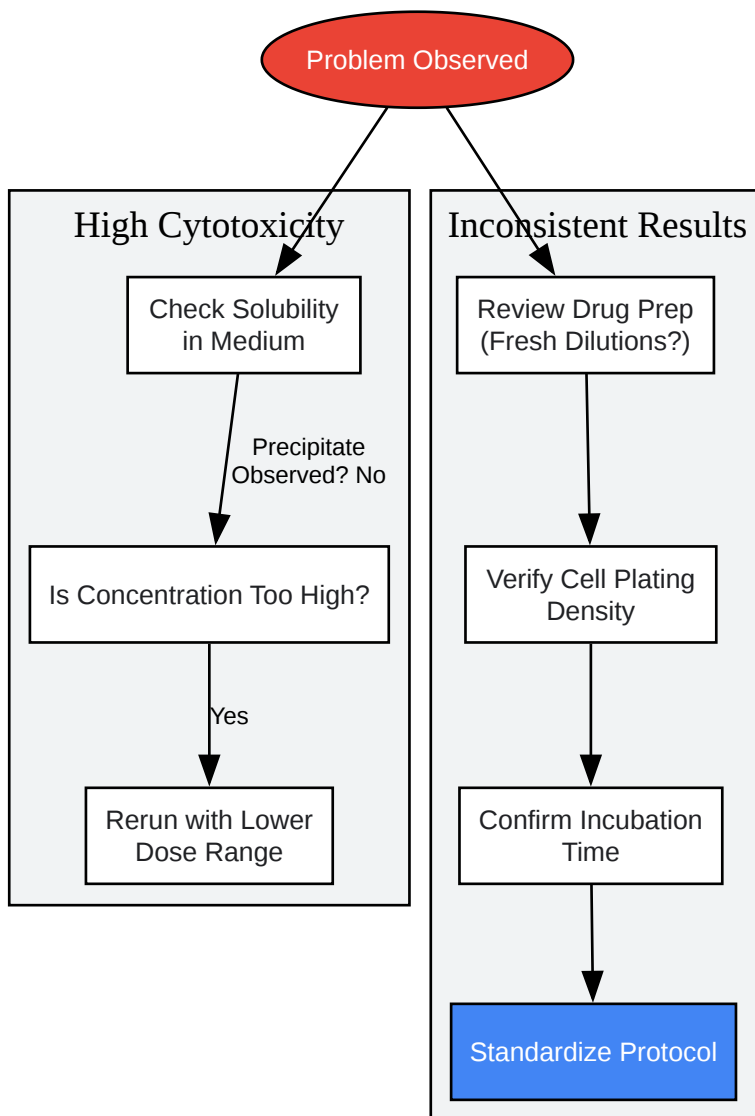 Problem Observed
High Cytotoxicity
Check Solubility
in Medium
Precipitate
Observed? No
Is Concentration Too High?
Yes
Rerun with Lower
Dose Range
Inconsistent Results
Review Drug Prep
(Fresh Dilutions?)
Verify Cell Plating
Density
Confirm Incubation
Time
Standardize Protocol